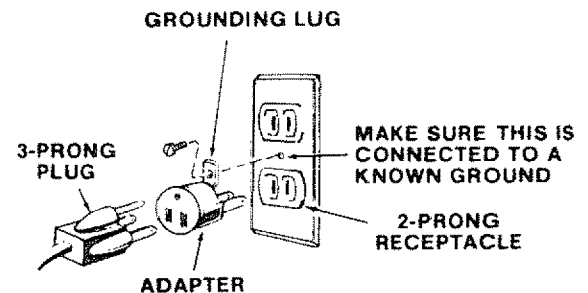 GROUNDING LUG
3-PRONG
PLUG
MAKE SURE THIS IS
CONNECTED TO A
KNOWN GROUND
2-PRONG
RECEPTACLE
ADAPTER